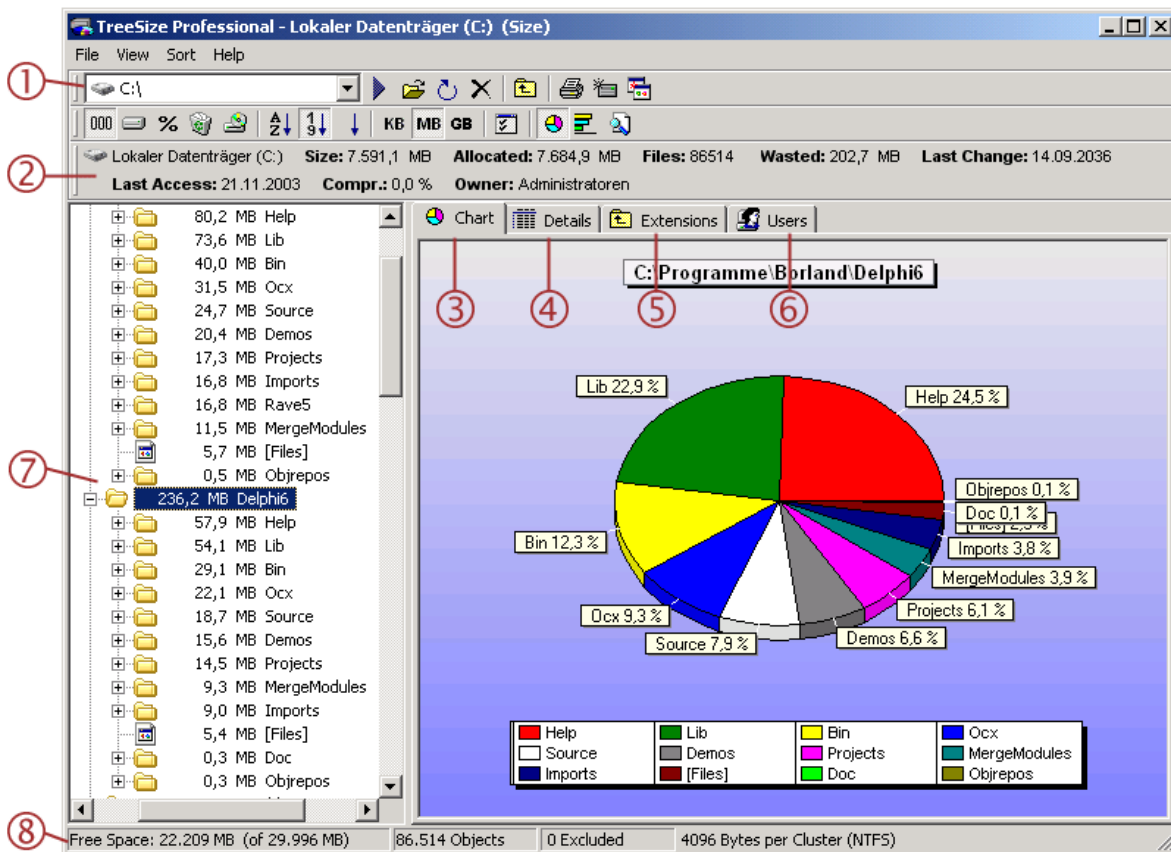 TreeSize Professional - Lokaler Datenträger (C:) (Size)
File View Sort Help
1
C:\
000 % A Z 1 9 KB MB GB
2
Lokaler Datenträger (C:) Size: 7.591,1 MB Allocated: 7.684,9 MB Files: 86514 Wasted: 202,7 MB Last Change: 14.09.2036
Last Access: 21.11.2003 Compr.: 0,0 % Owner: Administratoren
80,2 MB Help
73,6 MB Lib
40,0 MB Bin
31,5 MB Ocx
24,7 MB Source
20,4 MB Demos
17,3 MB Projects
16,8 MB Imports
16,8 MB Rave5
11,5 MB MergeModules
5,7 MB [Files]
0,5 MB Objrepos
7
236,2 MB Delphi6
57,9 MB Help
54,1 MB Lib
29,1 MB Bin
22,1 MB Ocx
18,7 MB Source
15,6 MB Demos
14,5 MB Projects
9,3 MB MergeModules
9,0 MB Imports
5,4 MB [Files]
0,3 MB Doc
0,3 MB Objrepos
Chart Details Extensions Users
3 4 5 6
C:\Programme\Borland\Delphi6
Lib 22,9 %
Help 24,5 %
Objrepos 0,1 %
Doc 0,1 %
Imports 3,8 %
MergeModules 3,9 %
Projects 6,1 %
Demos 6,6 %
Source 7,9 %
Ocx 9,3 %
Bin 12,3 %
Help Lib Bin Ocx
Source Demos Projects MergeModules
Imports [Files] Doc Objrepos
8
Free Space: 22.209 MB (of 29.996 MB) 86.514 Objects 0 Excluded 4096 Bytes per Cluster (NTFS)